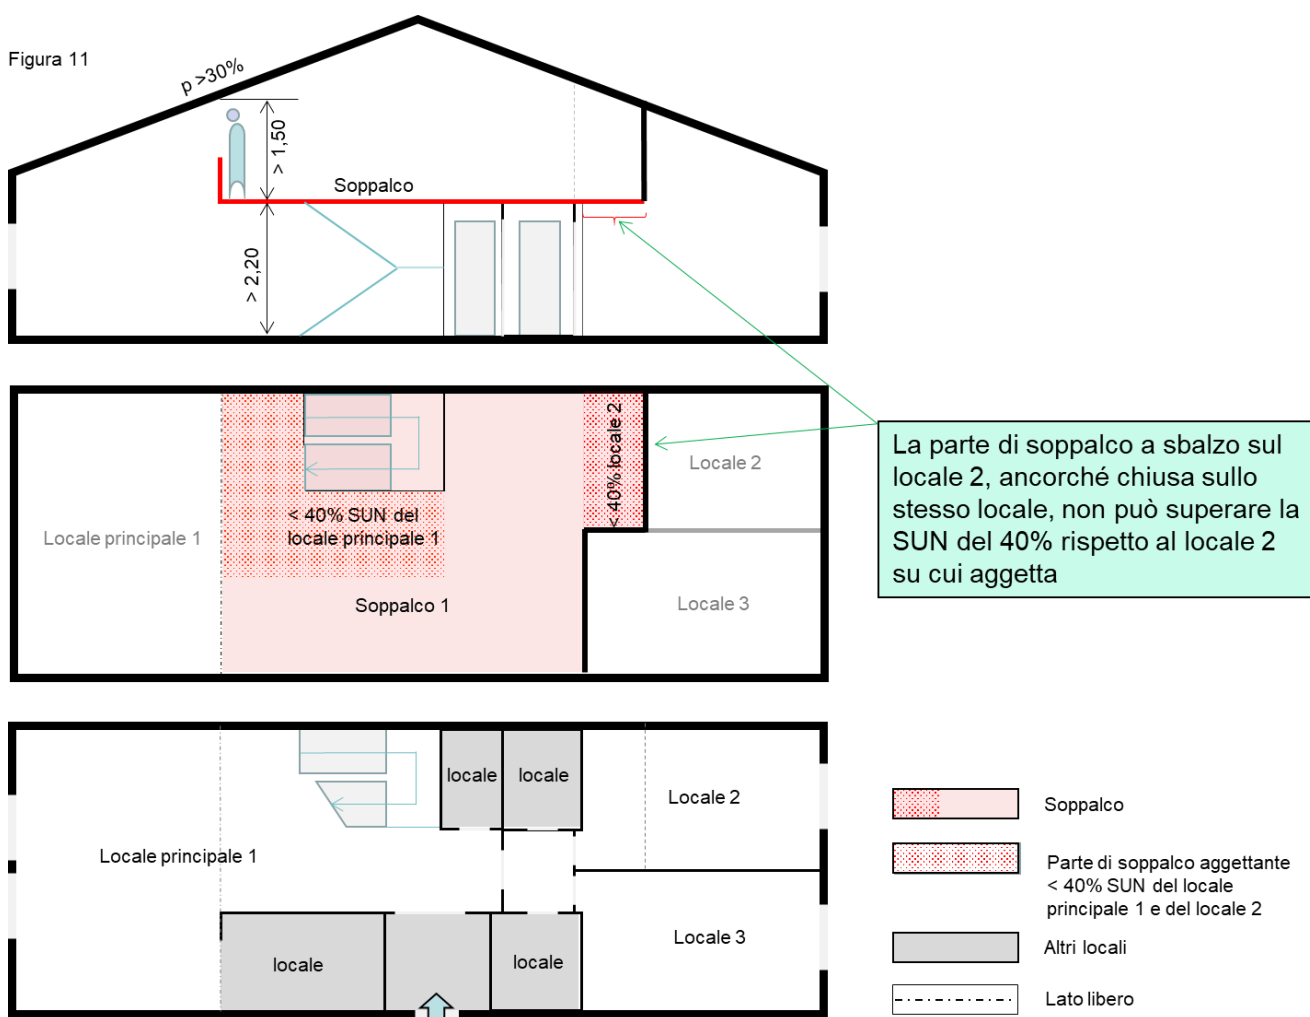 Figura 11
p >30%
> 1,50
Soppalco
> 2,20
< 40% locale 2
Locale 2
Locale principale 1
< 40% SUN del
locale principale 1
Soppalco 1
Locale 3
La parte di soppalco a sbalzo sul
locale 2, ancorché chiusa sullo
stesso locale, non può superare la
SUN del 40% rispetto al locale 2
su cui aggetta
locale
locale
Locale 2
Locale principale 1
Locale 3
locale
locale
Soppalco
Parte di soppalco aggettante
< 40% SUN del locale
principale 1 e del locale 2
Altri locali
Lato libero